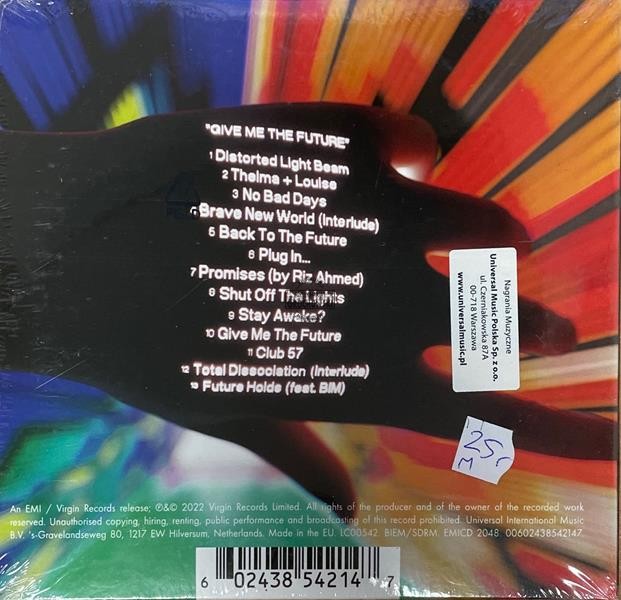 "GIVE ME THE FUTURE"
1 Distorted Light Beam
2 Thelma + Louise
3 No Bad Days
4 Brave New World (Interlude)
5 Back To The Future
6 Plug In...
7 Promises (by Riz Ahmed)
8 Shut Off The Lights
9 Stay Awake?
10 Give Me The Future
11 Club 57
12 Total Dissociation (Interlude)
13 Future Holds (feat. BIM)
Nagrania Muzyczne
Universal Music Polska Sp. z o.o.
ul. Czerniakowska 87A
00-718 Warszawa
www.universalmusic.pl
25,-
M
An EMI / Virgin Records release; ℗&© 2022 Virgin Records Limited. All rights of the producer and of the owner of the recorded work
reserved. Unauthorised copying, hiring, renting, public performance and broadcasting of this record prohibited. Universal International Music
B.V. 's-Gravelandseweg 80, 1217 EW Hilversum, Netherlands. Made in the EU. LC00542. BIEM/SDRM. EMICD 2048. 00602438542147.
6 02438 54214 7